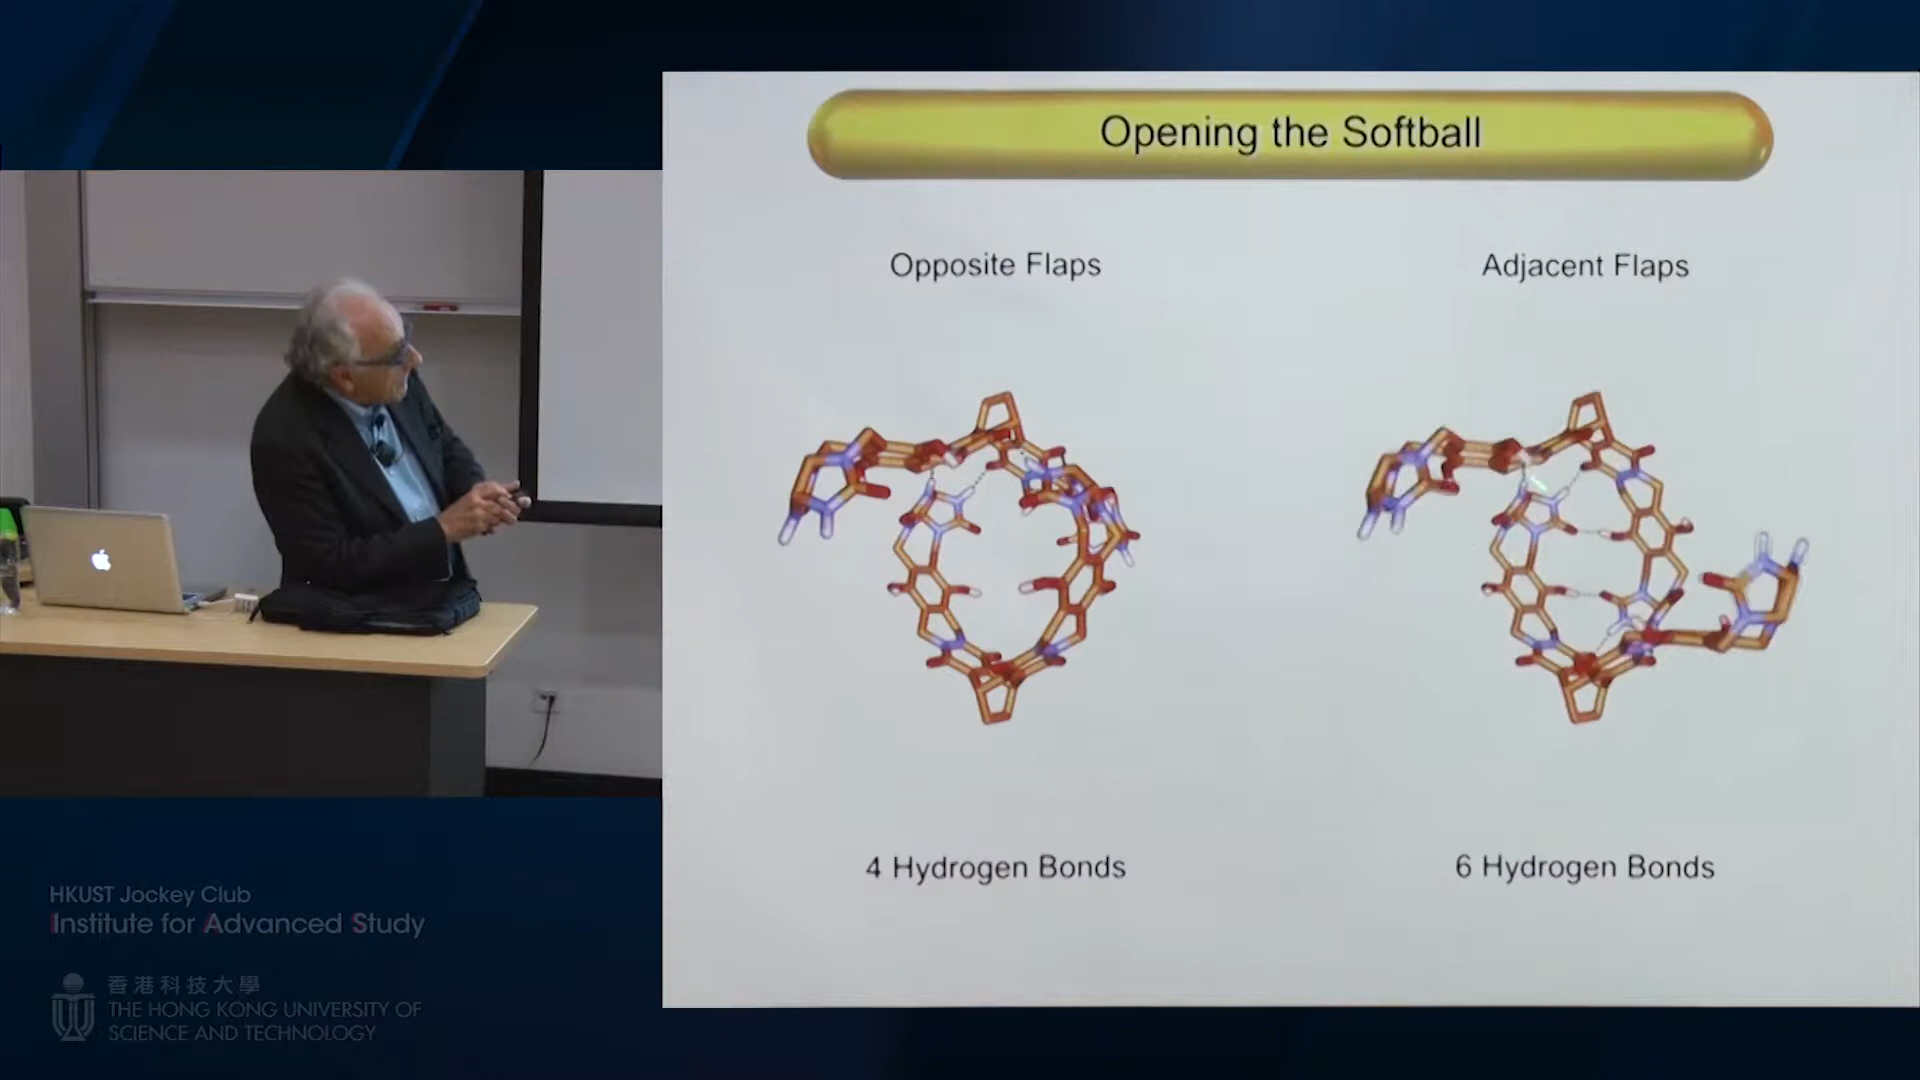 Opening the Softball
Opposite Flaps
Adjacent Flaps
4 Hydrogen Bonds
6 Hydrogen Bonds
HKUST Jockey Club
Institute for Advanced Study
香港科技大學
THE HONG KONG UNIVERSITY OF
SCIENCE AND TECHNOLOGY